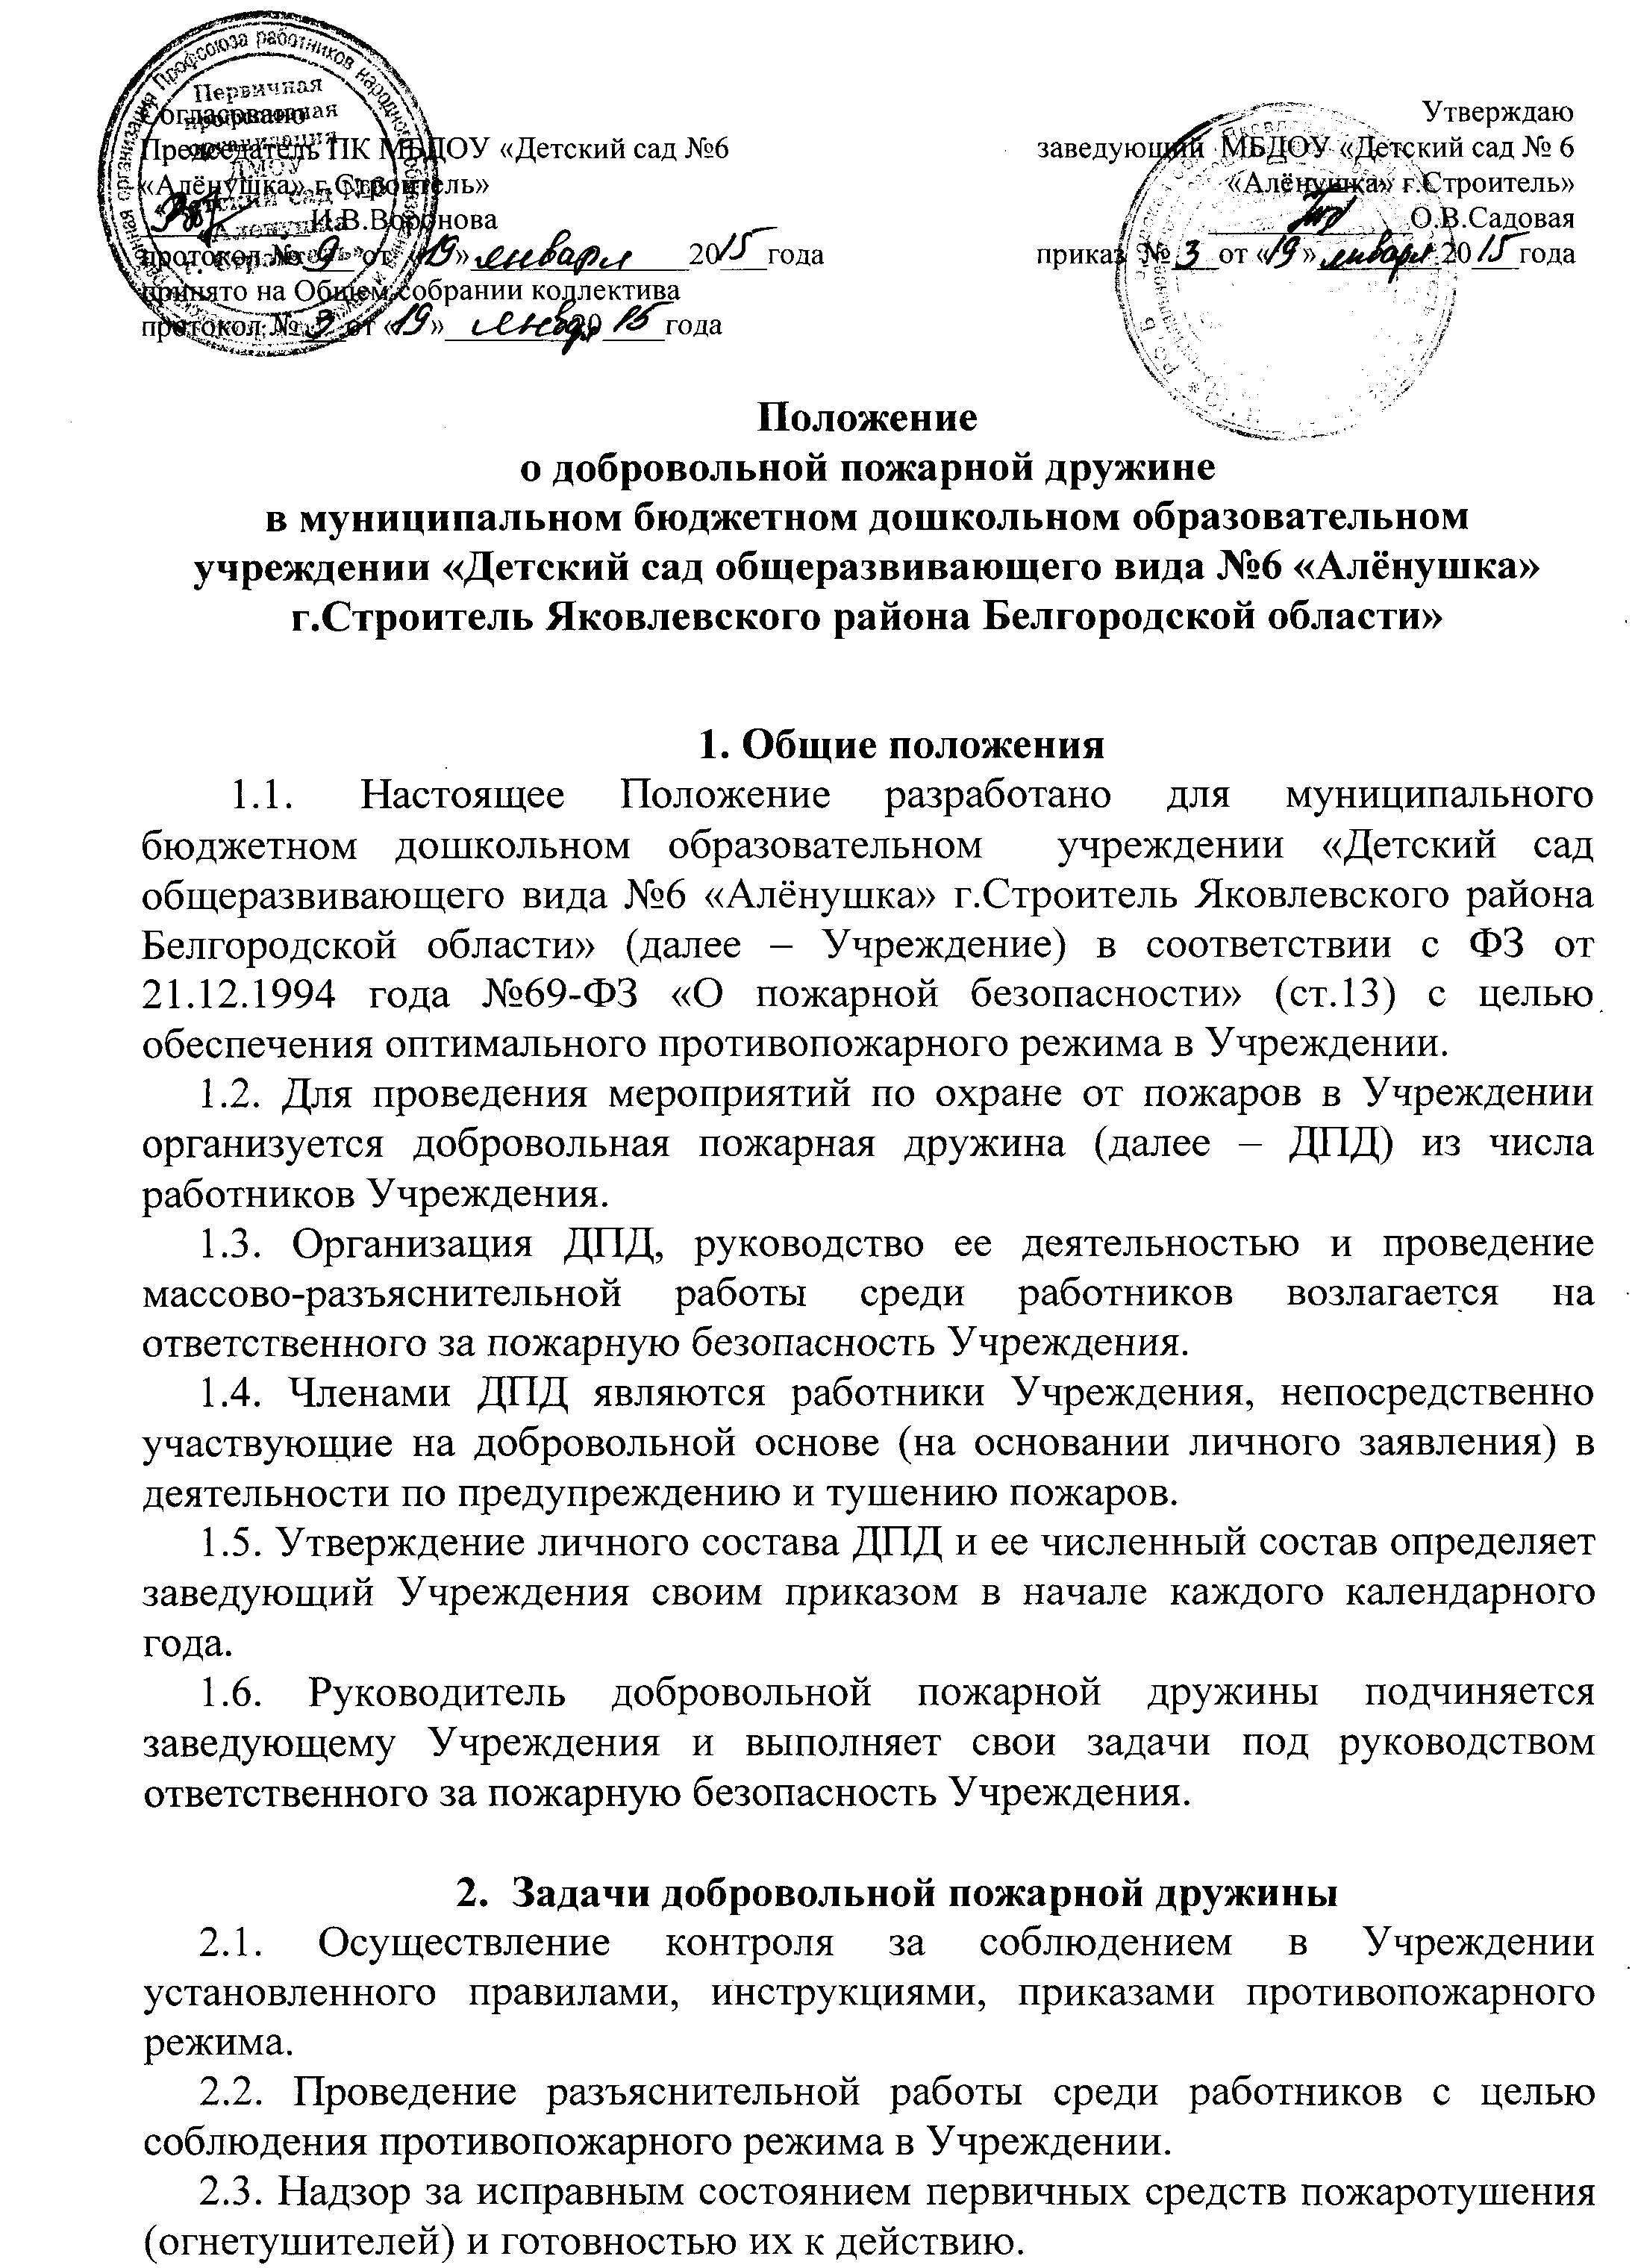 Согласовано
Председатель ПК МБДОУ «Детский сад №6
«Алёнушка» г.Строитель»
И.В.Воронова
протокол № 9 от «19» января 2015 года
принято на Общем собрании коллектива
протокол № 3 от «19» января 2015 года
Утверждаю
заведующий МБДОУ «Детский сад № 6
«Алёнушка» г.Строитель»
О.В.Садовая
приказ № 3 от «19» января 2015 года
Первичная
профсоюзная
организация
Положение
о добровольной пожарной дружине
в муниципальном бюджетном дошкольном образовательном
учреждении «Детский сад общеразвивающего вида №6 «Алёнушка»
г.Строитель Яковлевского района Белгородской области»
1. Общие положения
1.1. Настоящее Положение разработано для муниципального
бюджетном дошкольном образовательном учреждении «Детский сад
общеразвивающего вида №6 «Алёнушка» г.Строитель Яковлевского района
Белгородской области» (далее – Учреждение) в соответствии с ФЗ от
21.12.1994 года №69-ФЗ «О пожарной безопасности» (ст.13) с целью
обеспечения оптимального противопожарного режима в Учреждении.
1.2. Для проведения мероприятий по охране от пожаров в Учреждении
организуется добровольная пожарная дружина (далее – ДПД) из числа
работников Учреждения.
1.3. Организация ДПД, руководство ее деятельностью и проведение
массово-разъяснительной работы среди работников возлагается на
ответственного за пожарную безопасность Учреждения.
1.4. Членами ДПД являются работники Учреждения, непосредственно
участвующие на добровольной основе (на основании личного заявления) в
деятельности по предупреждению и тушению пожаров.
1.5. Утверждение личного состава ДПД и ее численный состав определяет
заведующий Учреждения своим приказом в начале каждого календарного
года.
1.6. Руководитель добровольной пожарной дружины подчиняется
заведующему Учреждения и выполняет свои задачи под руководством
ответственного за пожарную безопасность Учреждения.
2. Задачи добровольной пожарной дружины
2.1. Осуществление контроля за соблюдением в Учреждении
установленного правилами, инструкциями, приказами противопожарного
режима.
2.2. Проведение разъяснительной работы среди работников с целью
соблюдения противопожарного режима в Учреждении.
2.3. Надзор за исправным состоянием первичных средств пожаротушения
(огнетушителей) и готовностью их к действию.